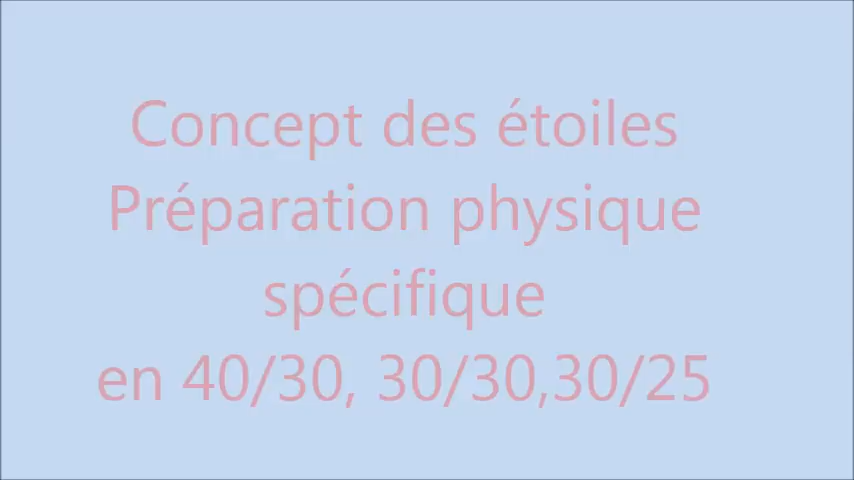 Concept des étoiles
Préparation physique
spécifique
en 40/30, 30/30,30/25